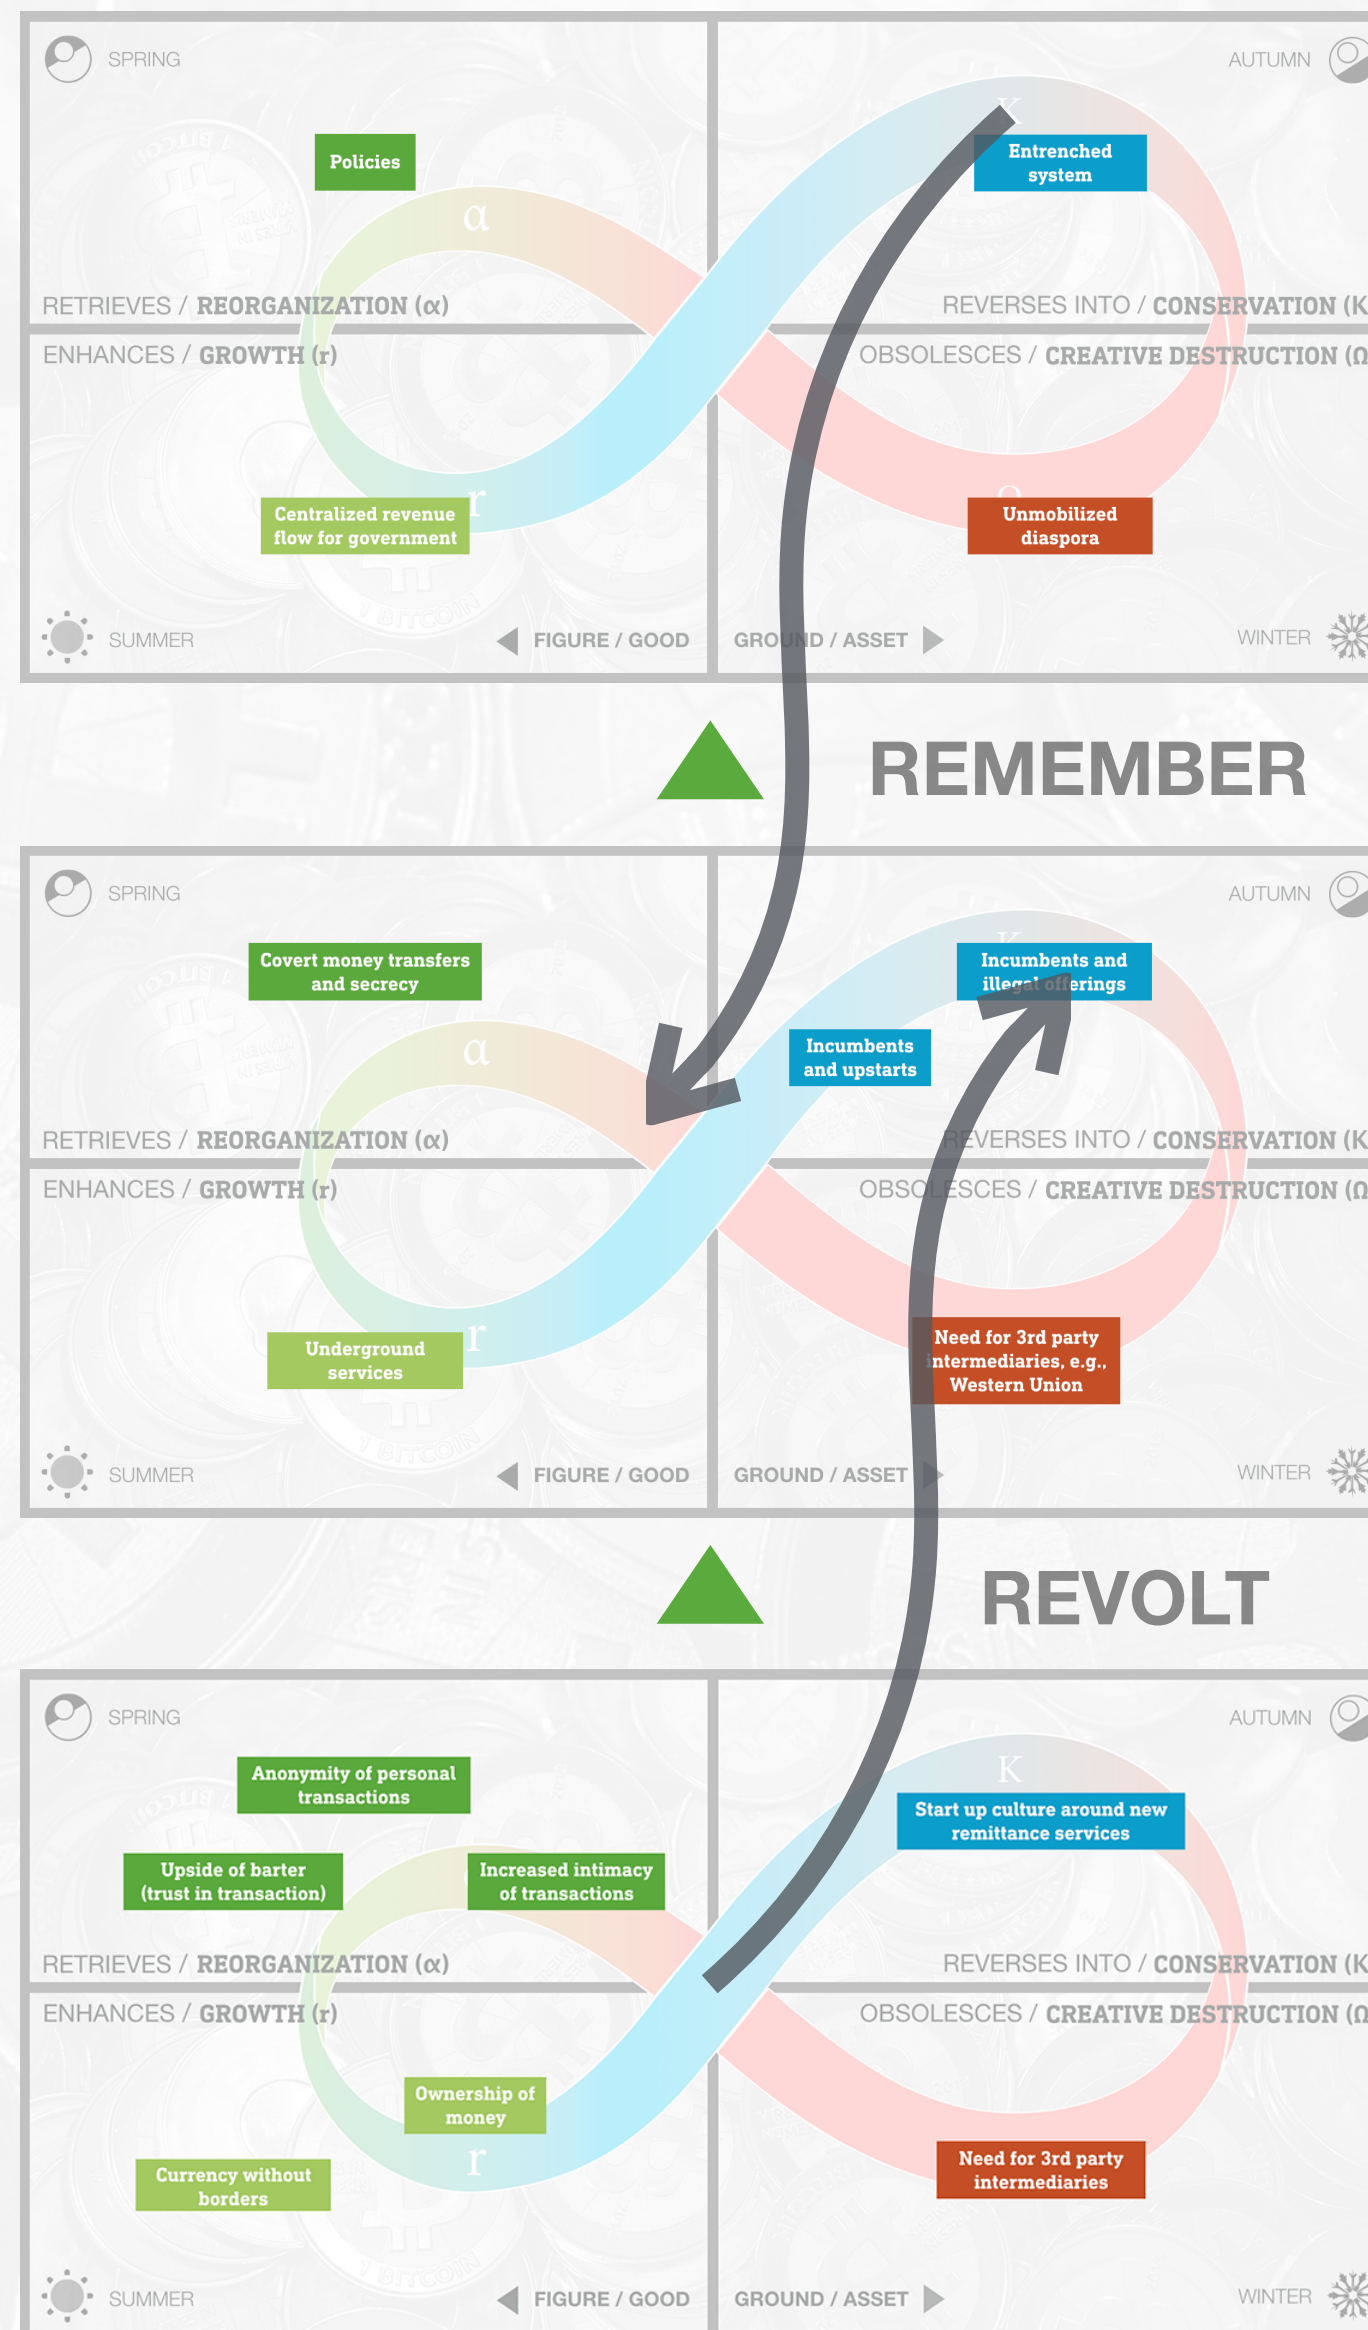 SPRING
AUTUMN
K
Policies
Entrenched
system
α
RETRIEVES / REORGANIZATION (α)
REVERSES INTO / CONSERVATION (K
ENHANCES / GROWTH (r)
OBSOLESCES / CREATIVE DESTRUCTION (Ω
r
Centralized revenue
flow for government
Unmobilized
diaspora
SUMMER
FIGURE / GOOD
GROUND / ASSET
WINTER
REMEMBER
SPRING
AUTUMN
Covert money transfers
and secrecy
Incumbents and
illegal offerings
Incumbents
and upstarts
α
RETRIEVES / REORGANIZATION (α)
REVERSES INTO / CONSERVATION (K
ENHANCES / GROWTH (r)
OBSOLESCES / CREATIVE DESTRUCTION (Ω
r
Underground
services
Need for 3rd party
intermediaries, e.g.,
Western Union
1 BITCOIN
SUMMER
FIGURE / GOOD
GROUND / ASSET
WINTER
REVOLT
SPRING
AUTUMN
Anonymity of personal
transactions
K
Start up culture around new
remittance services
Upside of barter
(trust in transaction)
Increased intimacy
of transactions
RETRIEVES / REORGANIZATION (α)
REVERSES INTO / CONSERVATION (K
ENHANCES / GROWTH (r)
OBSOLESCES / CREATIVE DESTRUCTION (Ω
Ownership of
money
r
Currency without
borders
Need for 3rd party
intermediaries
1 BITCOIN
SUMMER
FIGURE / GOOD
GROUND / ASSET
WINTER